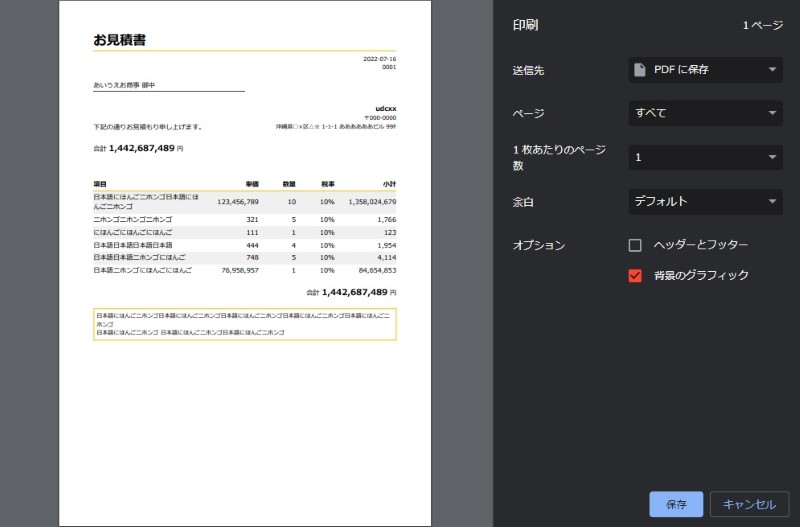 お見積書
2022-07-16
0001
あいうえお商事 御中
udcxx
〒000-0000
下記の通りお見積もり申し上げます。
沖縄県○×区△※ 1-1-1 ああああああビル 99F
合計 1,442,687,489 円
項目 単価 数量 税率 小計
日本語にほんごニホンゴ日本語にほ
んごニホンゴ
123,456,789 10 10% 1,358,024,679
ニホンゴニホンゴニホンゴ 321 5 10% 1,766
にほんごにほんごにほんご 111 1 10% 123
日本語日本語日本語日本語 444 4 10% 1,954
日本語日本語ニホンゴにほんご 748 5 10% 4,114
日本語ニホンゴにほんごにほんご 76,958,957 1 10% 84,654,853
合計 1,442,687,489 円
日本語にほんごニホンゴ日本語にほんごニホンゴ日本語にほんごニホンゴ日本語にほんごニホンゴ日本語にほんごニ
ホンゴ
日本語にほんごニホンゴ 日本語にほんごニホンゴ日本語にほんごニホンゴ
印刷
1 ページ
送信先
PDF に保存
ページ
すべて
1 枚あたりのページ
数
1
余白
デフォルト
オプション
ヘッダーとフッター
背景のグラフィック
保存
キャンセル